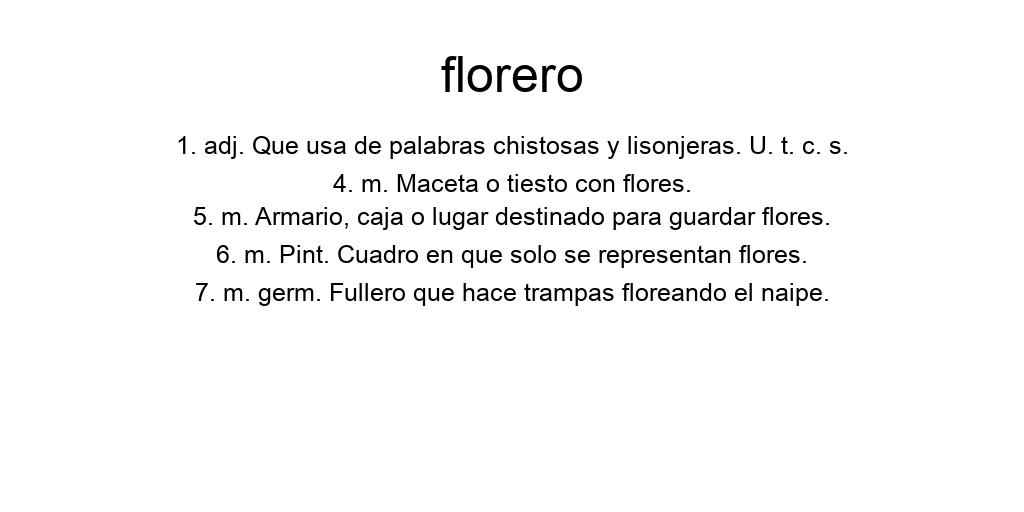 florero
1. adj. Que usa de palabras chistosas y lisonjeras. U. t. c. s.
4. m. Maceta o tiesto con flores.
5. m. Armario, caja o lugar destinado para guardar flores.
6. m. Pint. Cuadro en que solo se representan flores.
7. m. germ. Fullero que hace trampas floreando el naipe.